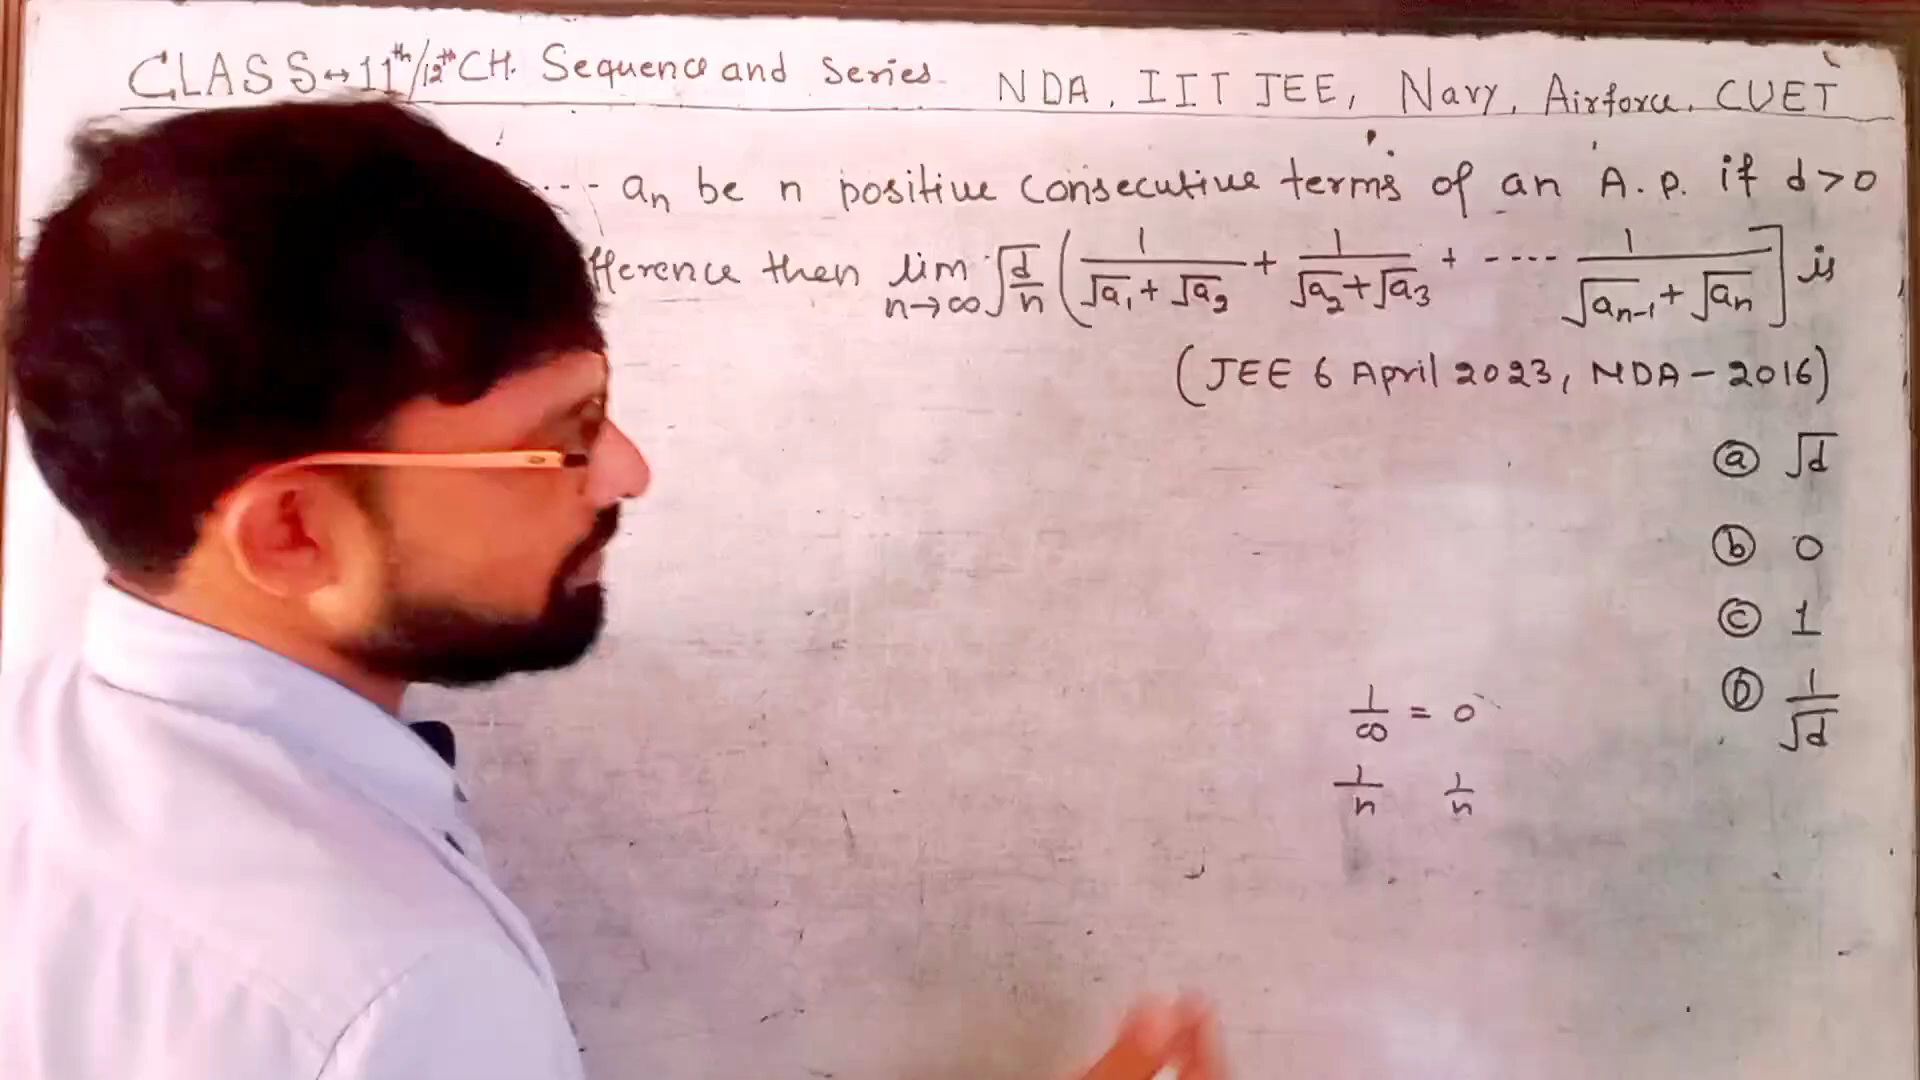 CLASS ↔ 11th/12th CH. Sequence and Series NDA, IIT JEE, Navy, Airforce, CUET
---- an be n positive consecutive terms of an A.P. if d>0
fference then lim n→∞ √(d/n) (1/(√a1+√a2) + 1/(√a2+√a3) + ---- 1/(√an-1+√an)] is
(JEE 6 April 2023, NDA-2016)
ⓐ √d
ⓑ 0
ⓒ 1
Ⓓ 1/√d
1/∞ = 0
1/n 1/n